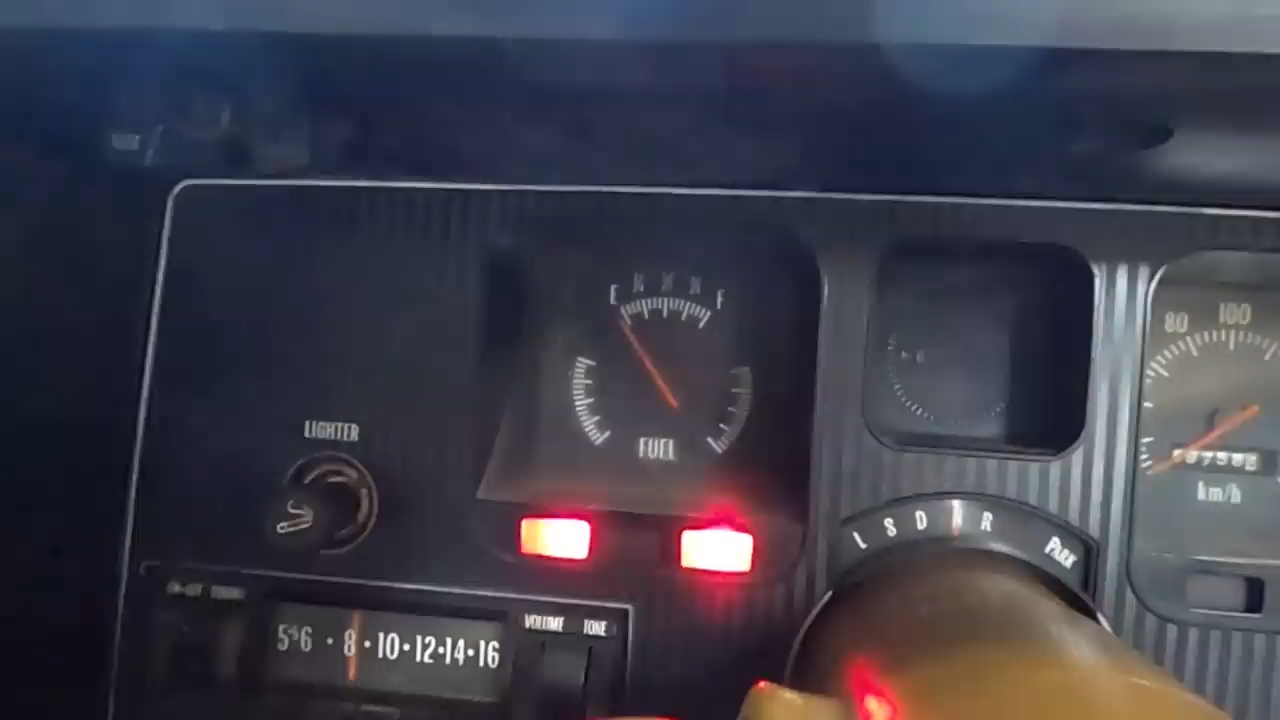 E F
FUEL
80 100
km/h
LIGHTER
L S D N R PARK
VOLUME TONE
5 6 · 8 · 10 · 12 · 14 · 16